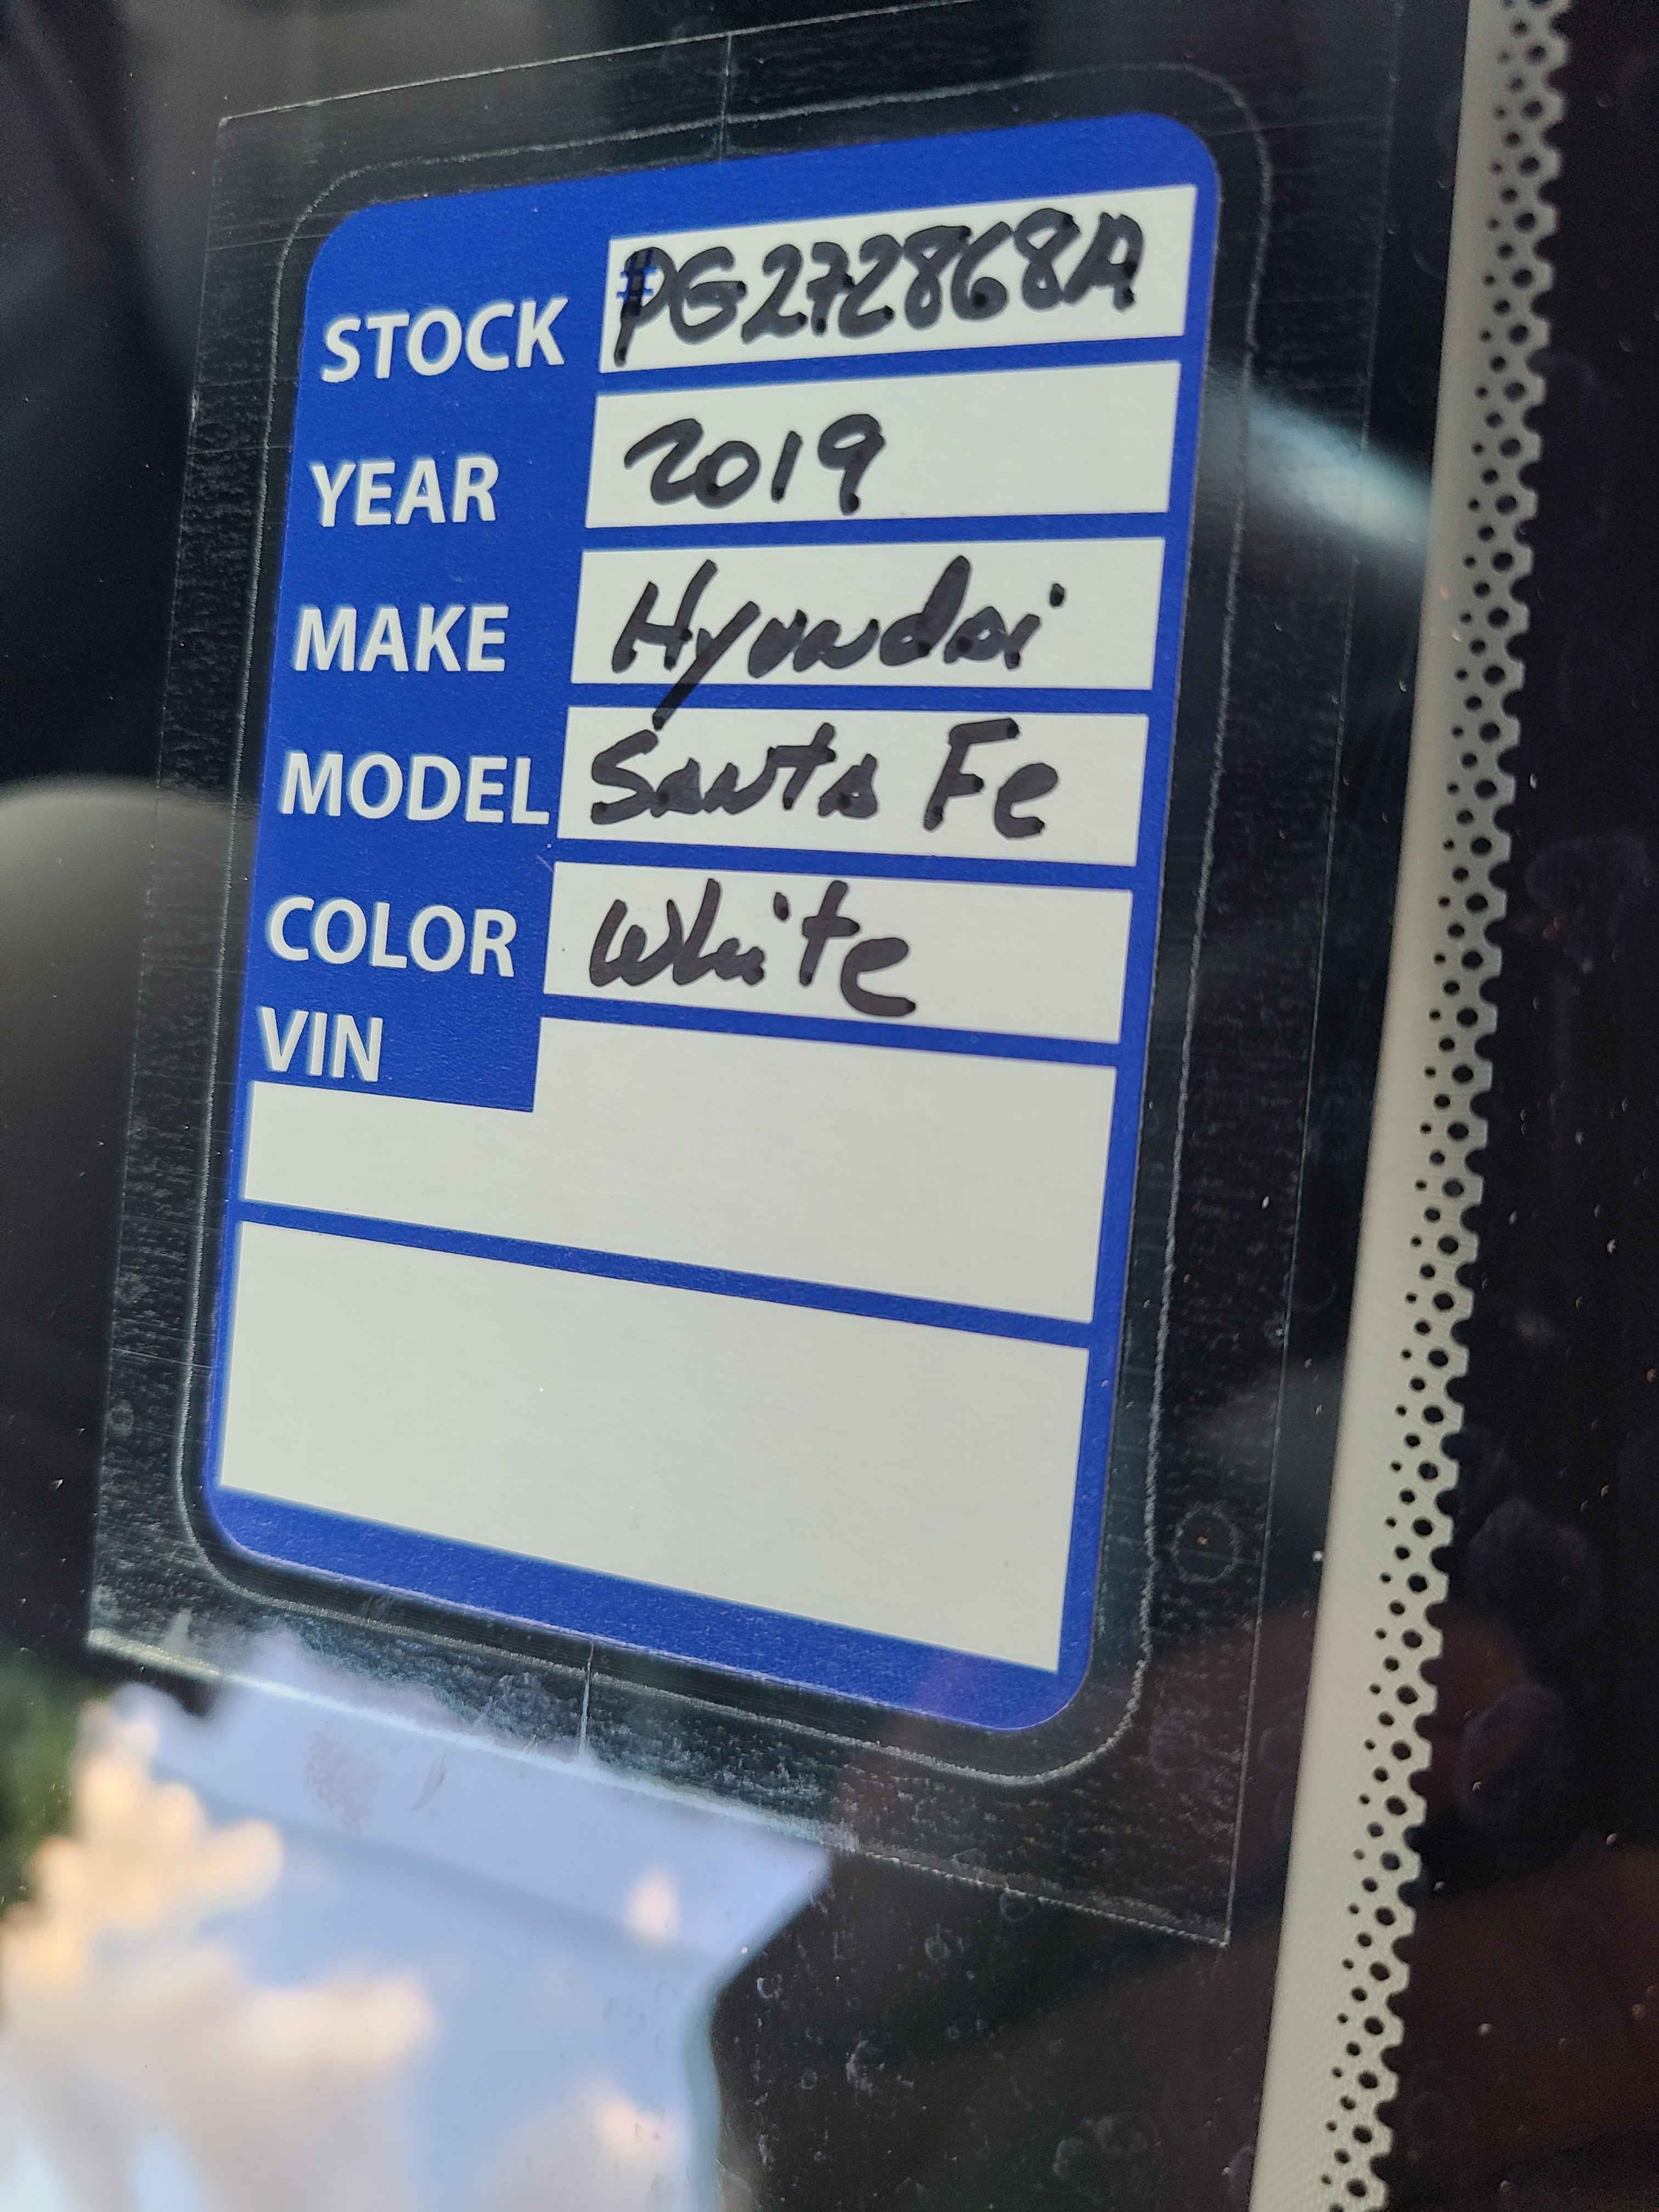 STOCK #PG272868A
YEAR 2019
MAKE Hyundai
MODEL Santa Fe
COLOR White
VIN